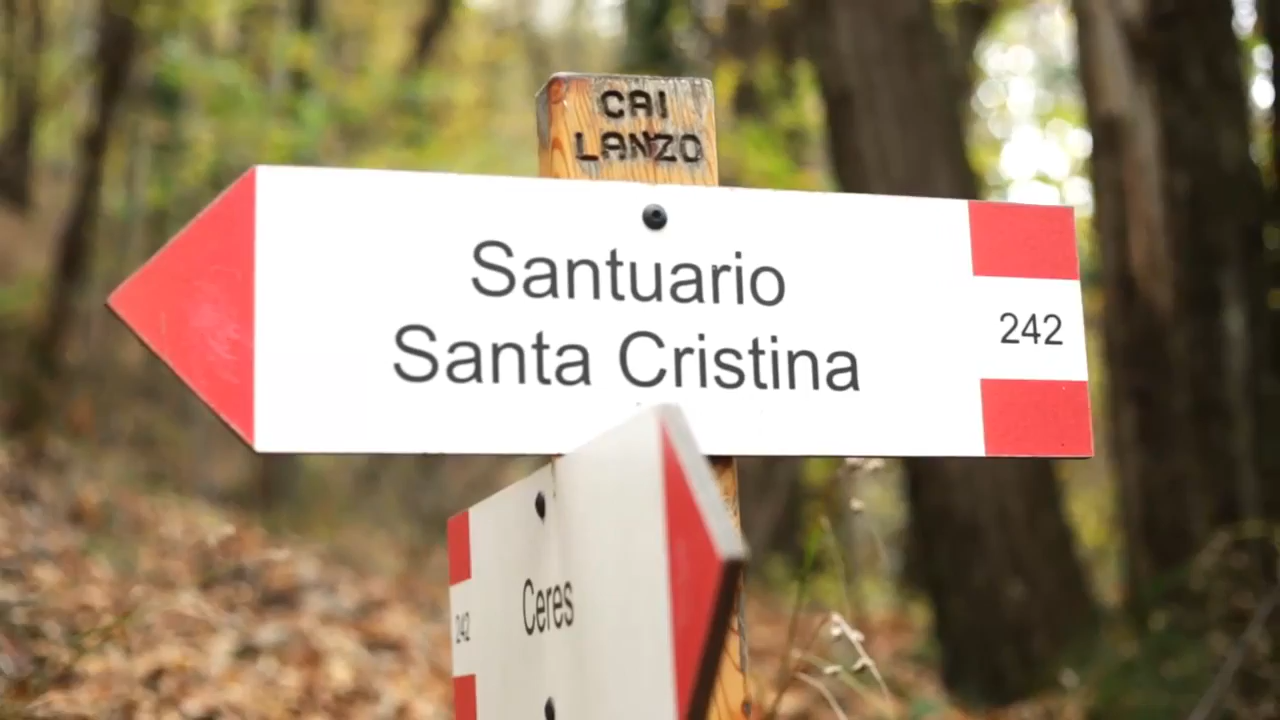 CAI
LANZO
Santuario
Santa Cristina
242
Ceres
242